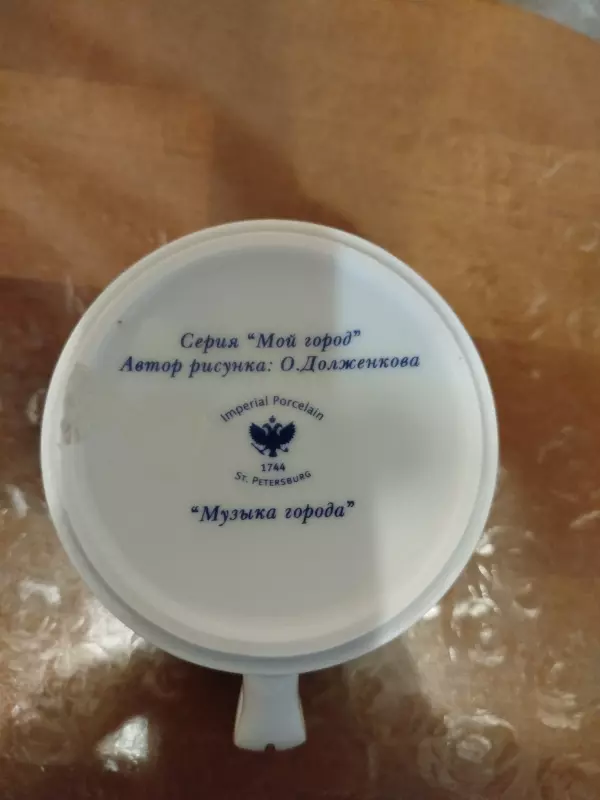 Серия “Мой город”
Автор рисунка: О.Долженкова
Imperial Porcelain
1744
St. Petersburg
“Музыка города”